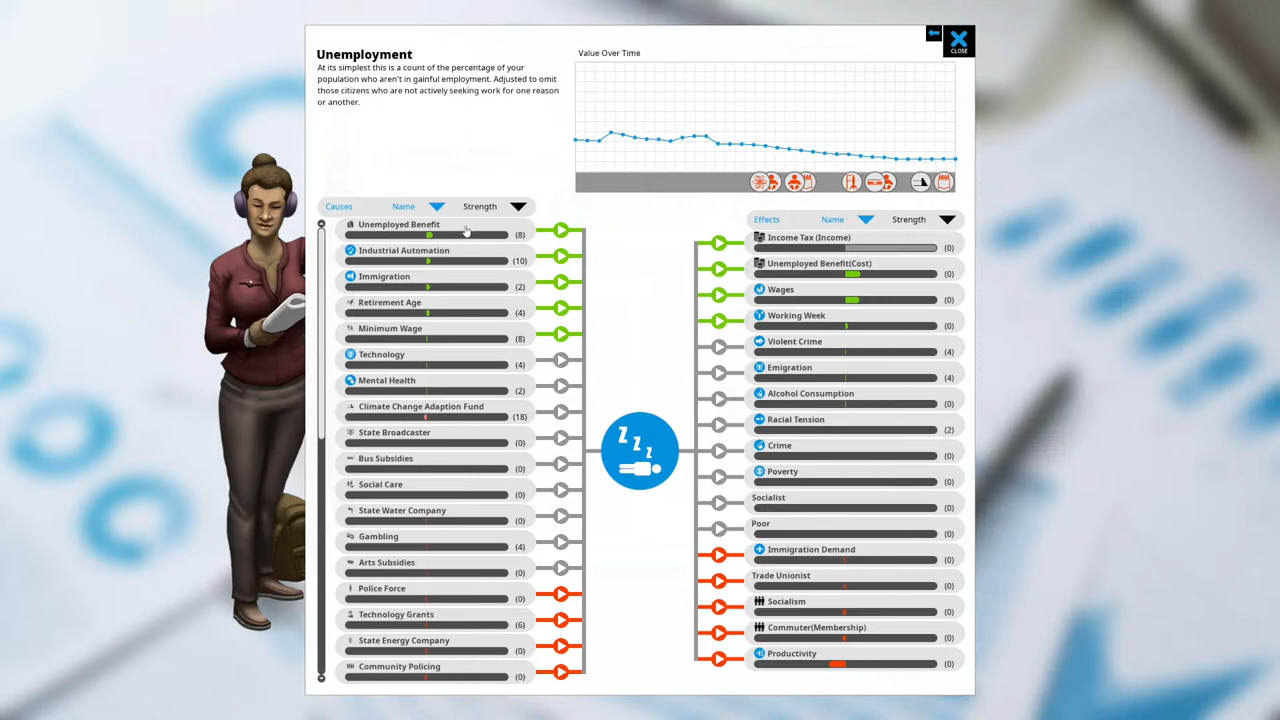 Unemployment
At its simplest this is a count of the percentage of your
population who aren't in gainful employment. Adjusted to omit
those citizens who are not actively seeking work for one reason
or another.
Value Over Time
CLOSE
Causes Name Strength
Unemployed Benefit
(8)
Industrial Automation
(10)
Immigration
(2)
Retirement Age
(4)
Minimum Wage
(8)
Technology
(4)
Mental Health
(2)
Climate Change Adaption Fund
(18)
State Broadcaster
(0)
Bus Subsidies
(0)
Social Care
(0)
State Water Company
(0)
Gambling
(4)
Arts Subsidies
(0)
Police Force
(0)
Technology Grants
(6)
State Energy Company
(0)
Community Policing
(0)
Z Z Z
Effects Name Strength
Income Tax (Income)
(0)
Unemployed Benefit(Cost)
(0)
Wages
(0)
Working Week
(0)
Violent Crime
(4)
Emigration
(4)
Alcohol Consumption
(0)
Racial Tension
(2)
Crime
(0)
Poverty
(0)
Socialist
(0)
Poor
(0)
Immigration Demand
(0)
Trade Unionist
(0)
Socialism
(0)
Commuter(Membership)
(0)
Productivity
(0)